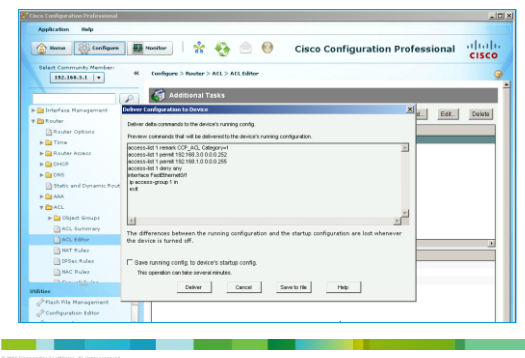 Cisco Configuration Professional
Application Help
Home Configure Monitor Cisco Configuration Professional
CISCO
Select Community Member:
192.168.5.1
«
Configure > Router > ACL > ACL Editor
Additional Tasks
Interface Management
Router
Router Options
Time
Router Access
DHCP
DNS
Static and Dynamic Rout
AAA
ACL
Object Groups
ACL Summary
ACL Editor
NAT Rules
IPSec Rules
NAC Rules
Utilities
Flash File Management
Configuration Editor
Edit... Delete
Deliver Configuration to Device
Deliver delta commands to the device's running config.
Preview commands that will be delivered to the device's running configuration.
access-list 1 remark CCP_ACL Category=1
access-list 1 permit 192.168.3.0 0.0.0.252
access-list 1 permit 192.168.1.0 0.0.0.255
access-list 1 deny any
interface FastEthernet0/1
ip access-group 1 in
exit
The differences between the running configuration and the startup configuration are lost whenever
the device is turned off.
Save running config. to device's startup config.
This operation can take several minutes.
Deliver Cancel Save to file Help